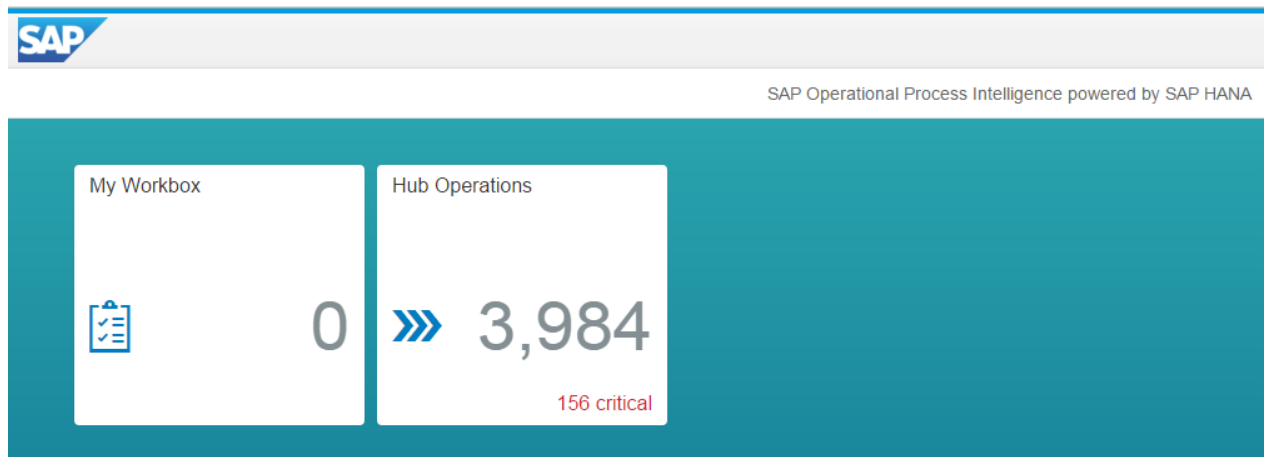 SAP
SAP Operational Process Intelligence powered by SAP HANA
My Workbox
0
Hub Operations
3,984
156 critical